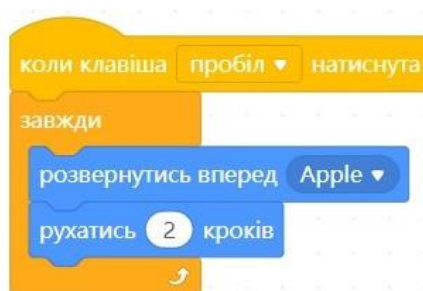 коли клавіша пробіл натиснута
завжди
розвернутись вперед Apple
рухатись 2 кроків